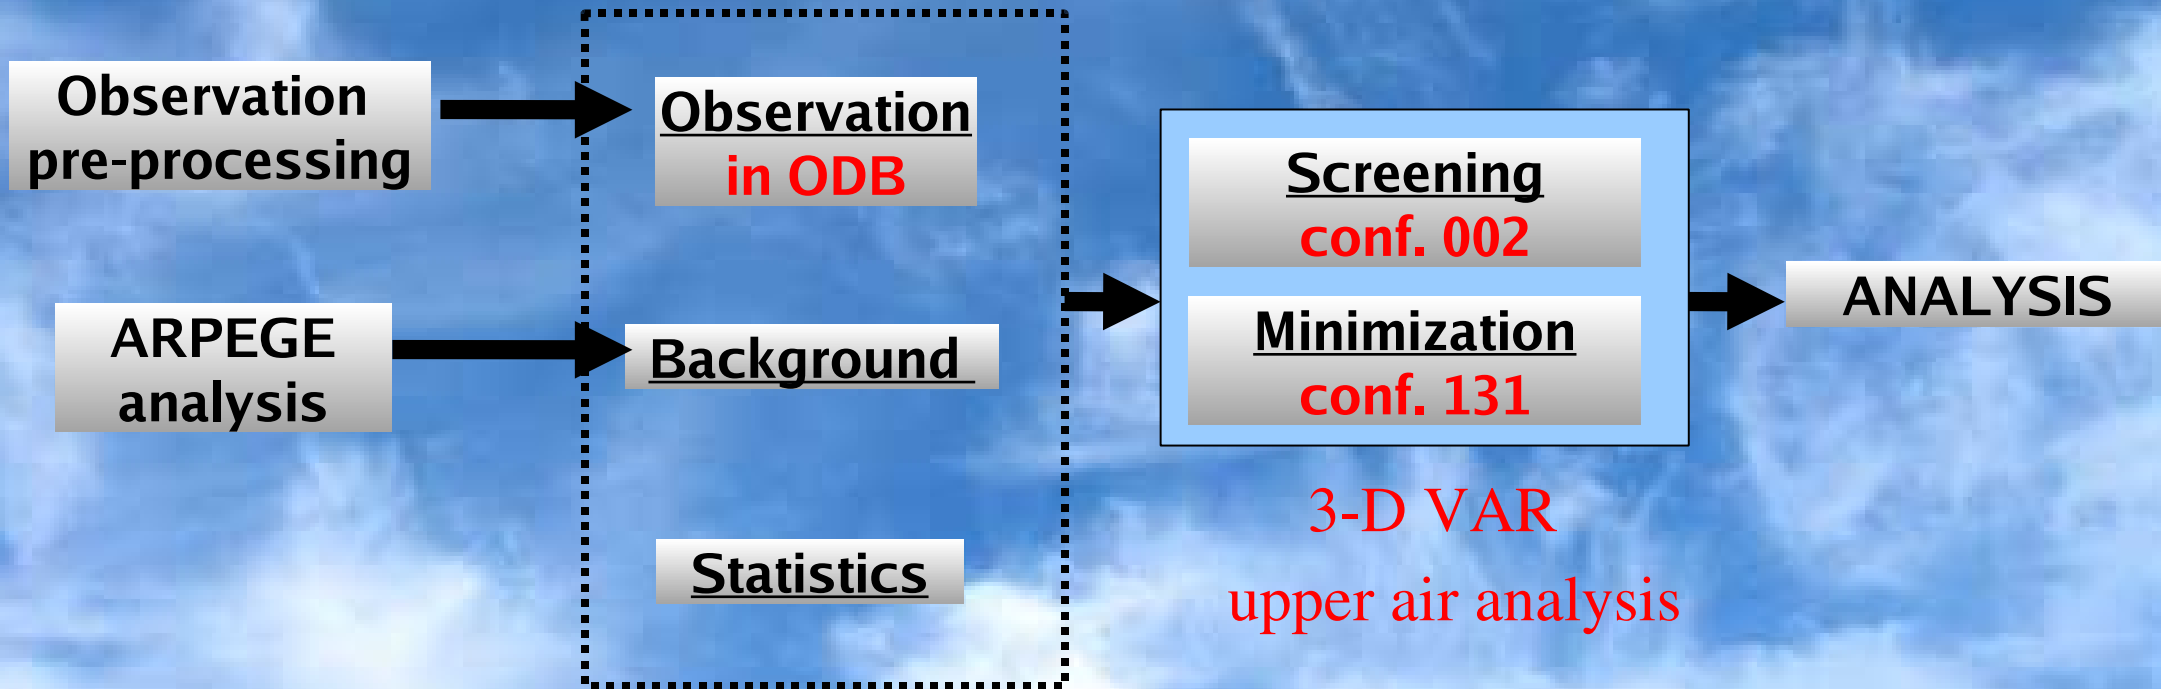 Observation
pre-processing
ARPEGE
analysis
Observation
in ODB
Background
Statistics
Screening
conf. 002
Minimization
conf. 131
3-D VAR
upper air analysis
ANALYSIS